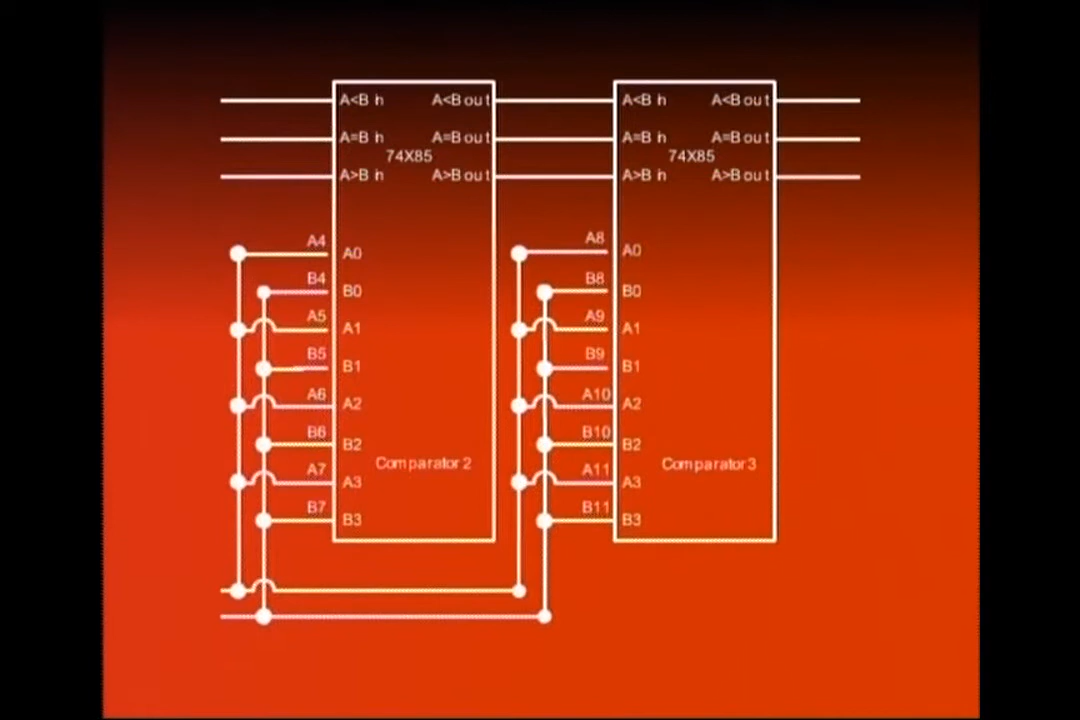 A<B in A<B out
A=B in A=B out
74X85
A>B in A>B out
A4 A0
B4 B0
A5 A1
B5 B1
A6 A2
B6 B2
Comparator 2
A7 A3
B7 B3
A<B in A<B out
A=B in A=B out
74X85
A>B in A>B out
A8 A0
B8 B0
A9 A1
B9 B1
A10 A2
B10 B2
Comparator 3
A11 A3
B11 B3